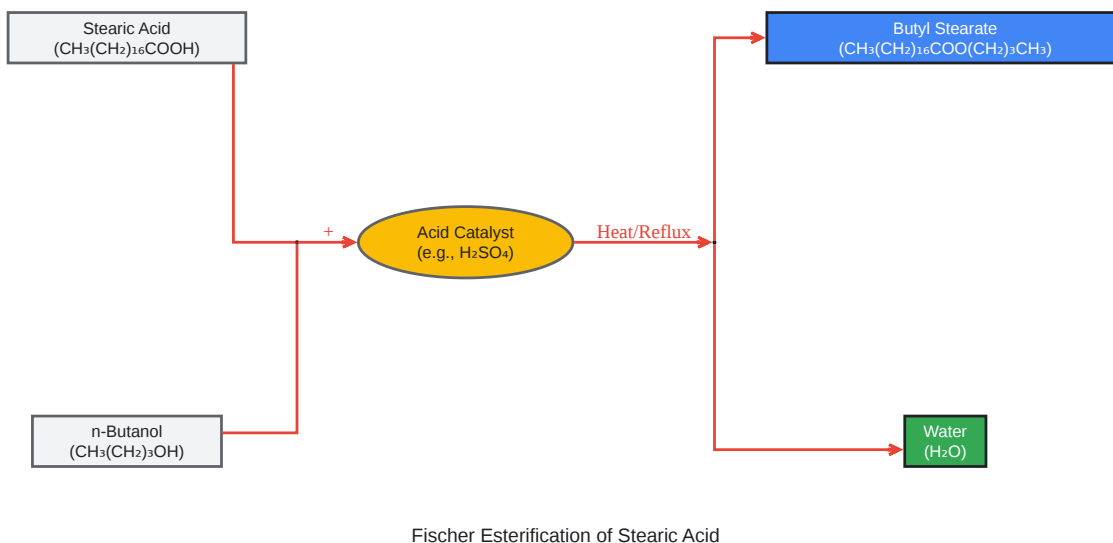 Stearic Acid
(CH₃(CH₂)₁₆COOH)
Butyl Stearate
(CH₃(CH₂)₁₆COO(CH₂)₃CH₃)
+
Acid Catalyst
(e.g., H₂SO₄)
Heat/Reflux
n-Butanol
(CH₃(CH₂)₃OH)
Water
(H₂O)
Fischer Esterification of Stearic Acid